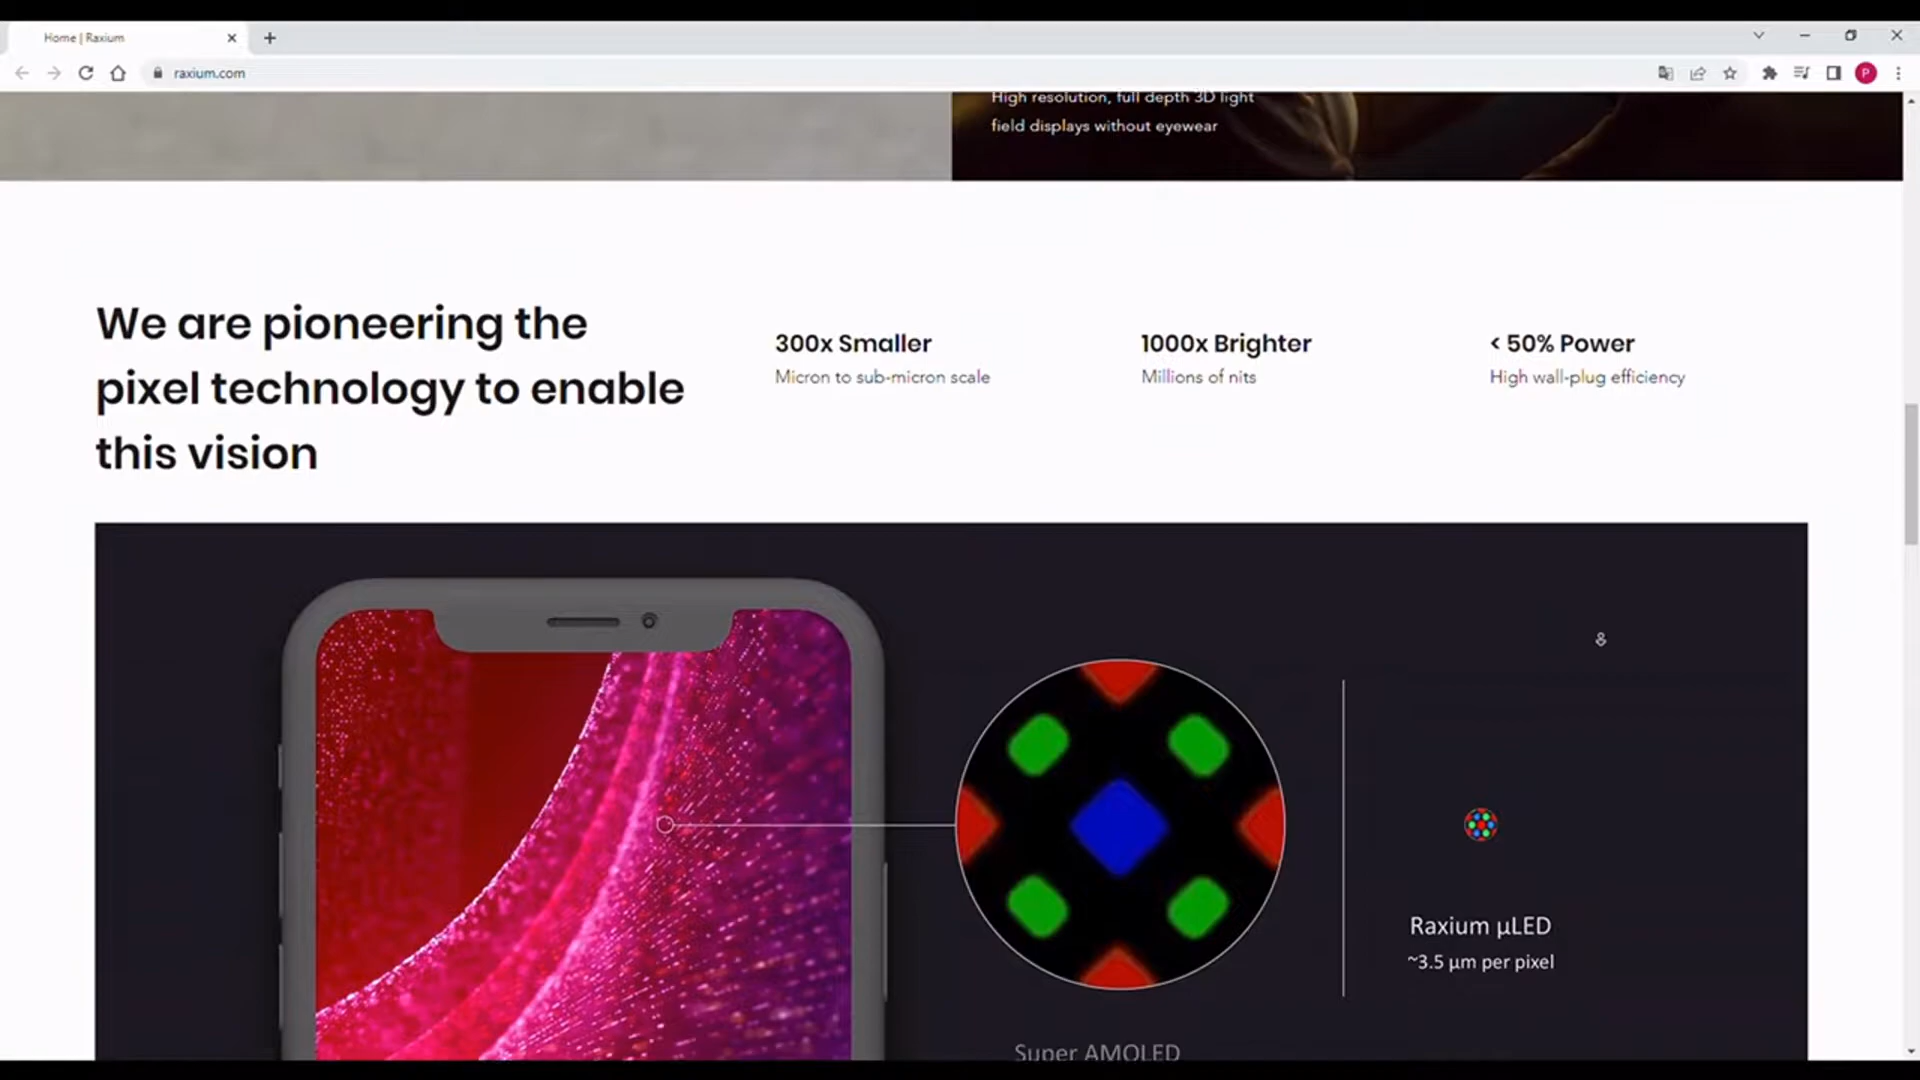 Home | Raxium
raxium.com
P
High resolution, full depth 3D light
field displays without eyewear
We are pioneering the
pixel technology to enable
this vision
300x Smaller
Micron to sub-micron scale
1000x Brighter
Millions of nits
< 50% Power
High wall-plug efficiency
Raxium µLED
~3.5 µm per pixel
Super AMOLED